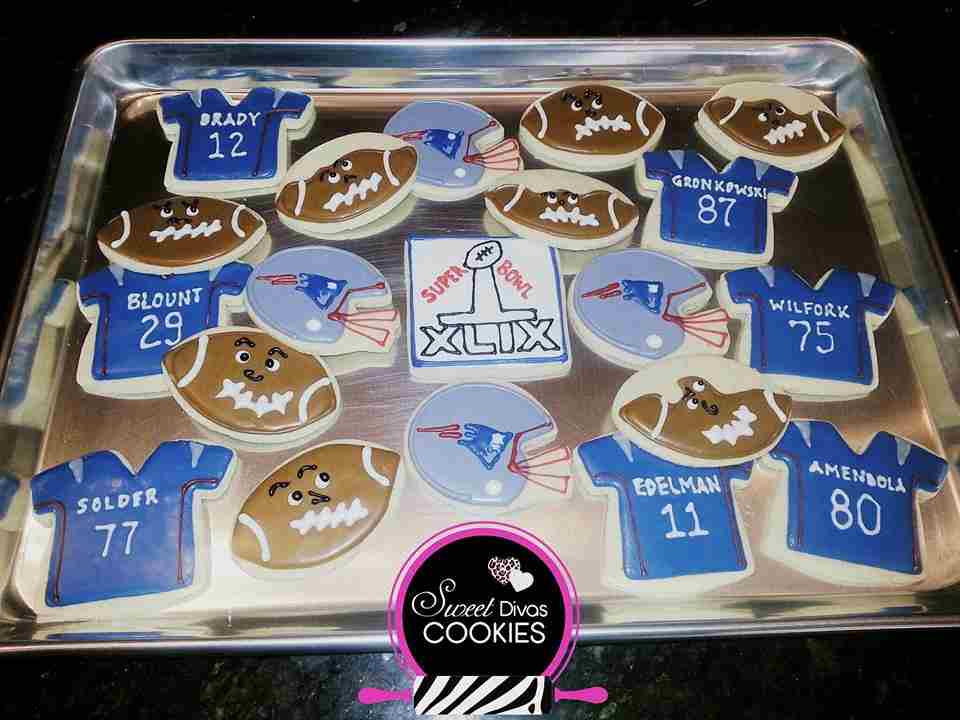 BRADY
12
GRONKOWSKI
87
BLOUNT
29
SUPER BOWL
XLIX
WILFORK
75
SOLDER
77
EDELMAN
11
AMENDOLA
80
Sweet Divas
COOKIES